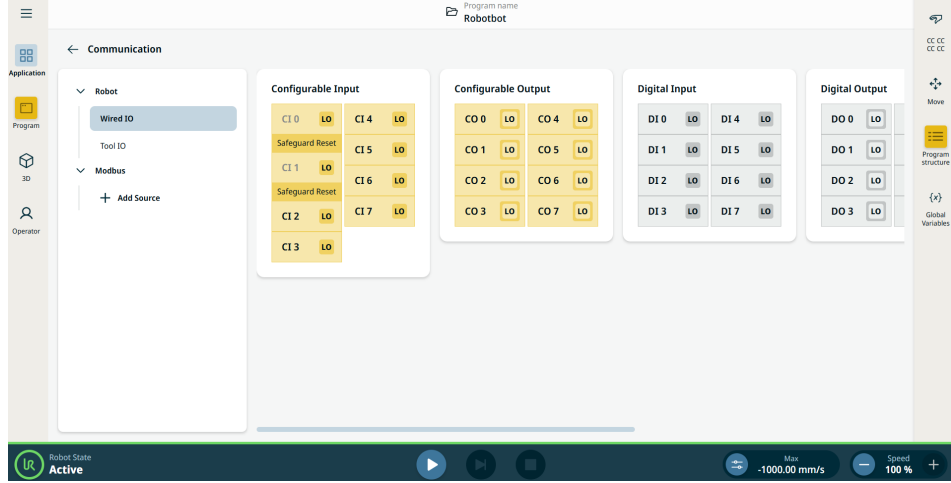 Program name
Robotbot
Application
Program
3D
Operator
Communication
Robot
Wired IO
Tool IO
Modbus
Add Source
Configurable Input
CI 0 LO CI 4 LO
Safeguard Reset
CI 5 LO
CI 1 LO
CI 6 LO
Safeguard Reset
CI 2 LO CI 7 LO
CI 3 LO
Configurable Output
CO 0 LO CO 4 LO
CO 1 LO CO 5 LO
CO 2 LO CO 6 LO
CO 3 LO CO 7 LO
Digital Input
DI 0 LO DI 4 LO
DI 1 LO DI 5 LO
DI 2 LO DI 6 LO
DI 3 LO DI 7 LO
Digital Output
DO 0 LO
DO 1 LO
DO 2 LO
DO 3 LO
CC CC
CC CC
Move
Program
structure
{x}
Global
Variables
UR
Robot State
Active
Max
-1000.00 mm/s
Speed
100 %